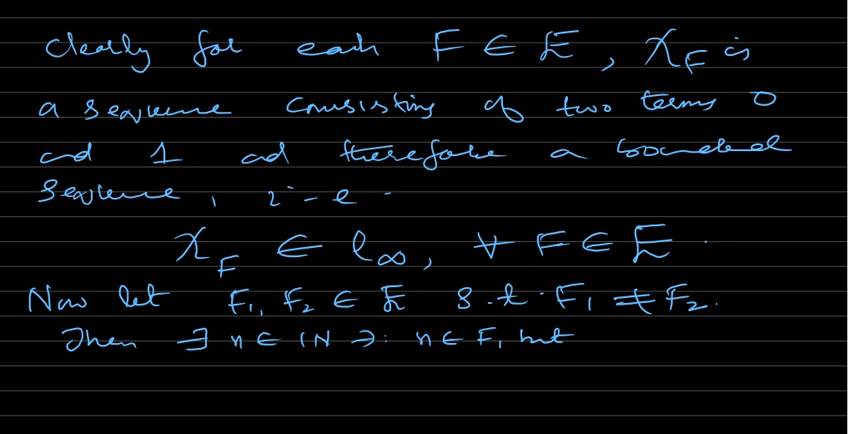 Clearly for each F ∈ E, χ_F is
a sequence consisting of two terms 0
and 1 and therefore a bounded
sequence, i-e-
χ_F ∈ l_∞, ∀ F ∈ E.
Now let F₁, F₂ ∈ E s.t. F₁ ≠ F₂.
Then ∃ n ∈ ℕ ∋: n ∈ F₁ but